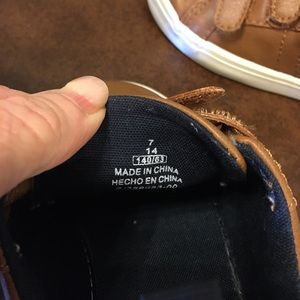 7
14
140/63
MADE IN CHINA
HECHO EN CHINA